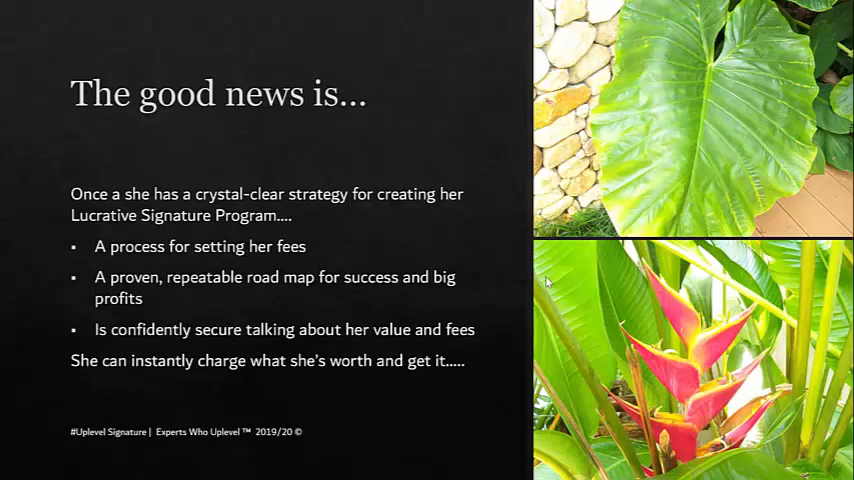 The good news is...
Once a she has a crystal-clear strategy for creating her
Lucrative Signature Program....
▪ A process for setting her fees
▪ A proven, repeatable road map for success and big
profits
▪ Is confidently secure talking about her value and fees
She can instantly charge what she's worth and get it.....
#Uplevel Signature | Experts Who Uplevel ™ 2019/20 ©